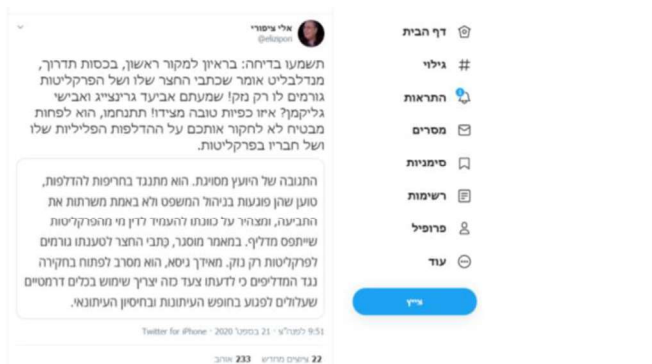 אלי ציפורי
@elizipori
תשמעו בדיחה: בראיון למקור ראשון, בכסות תדרוך,
מנדלבליט אומר שכתבי החצר שלו ושל הפרקליטות
גורמים לו רק נזק! שמעתם אביעד גרינצייג ואבישי
גליקמן? איזו כפיות טובה מצידו! תתנחמו, הוא לפחות
מבטיח לא לחקור אותכם על ההדלפות הפליליות שלו
ושל חבריו בפרקליטות.
התגובה של היועץ מסויגת. הוא מתנגד בחריפות להדלפות,
טוען שהן פוגעות בניהול המשפט ולא באמת משרתות את
התביעה, ומצהיר על כוונתו להעמיד לדין מי מהפרקליטות
שייתפס מדליף. במאמר מוסגר, כַּתבי החצר לטענתו גורמים
לפרקליטות רק נזק. מאידך גיסא, הוא מסרב לפתוח בחקירה
נגד המדליפים כי לדעתו צעד כזה יצריך שימוש בכלים דרמטיים
שעלולים לפגוע בחופש העיתונות ובחיסיון העיתונאי.
9:51 לפנה"צ · 21 בספט' 2020 · Twitter for iPhone
22 ציוצים מחדש 233 אהבו
דף הבית
גילוי
התראות
מסרים
סימניות
רשימות
פרופיל
עוד
צייץ